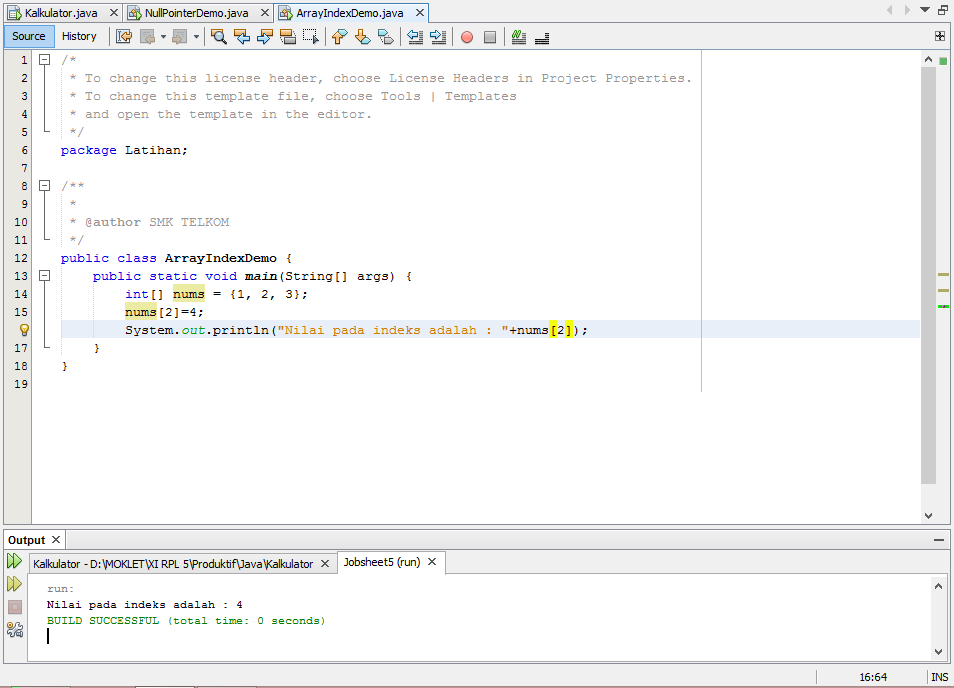 Kalkulator.java NullPointerDemo.java ArrayIndexDemo.java
Source History
1 /*
2 * To change this license header, choose License Headers in Project Properties.
3 * To change this template file, choose Tools | Templates
4 * and open the template in the editor.
5 */
6 package Latihan;
7
8 /**
9 *
10 * @author SMK TELKOM
11 */
12 public class ArrayIndexDemo {
13 public static void main(String[] args) {
14 int[] nums = {1, 2, 3};
15 nums[2]=4;
System.out.println("Nilai pada indeks adalah : "+nums[2]);
17 }
18 }
19
Output
Kalkulator - D:\MOKLET\XI RPL 5\Produktif\Java\Kalkulator Jobsheet5 (run)
run:
Nilai pada indeks adalah : 4
BUILD SUCCESSFUL (total time: 0 seconds)
16:64 INS